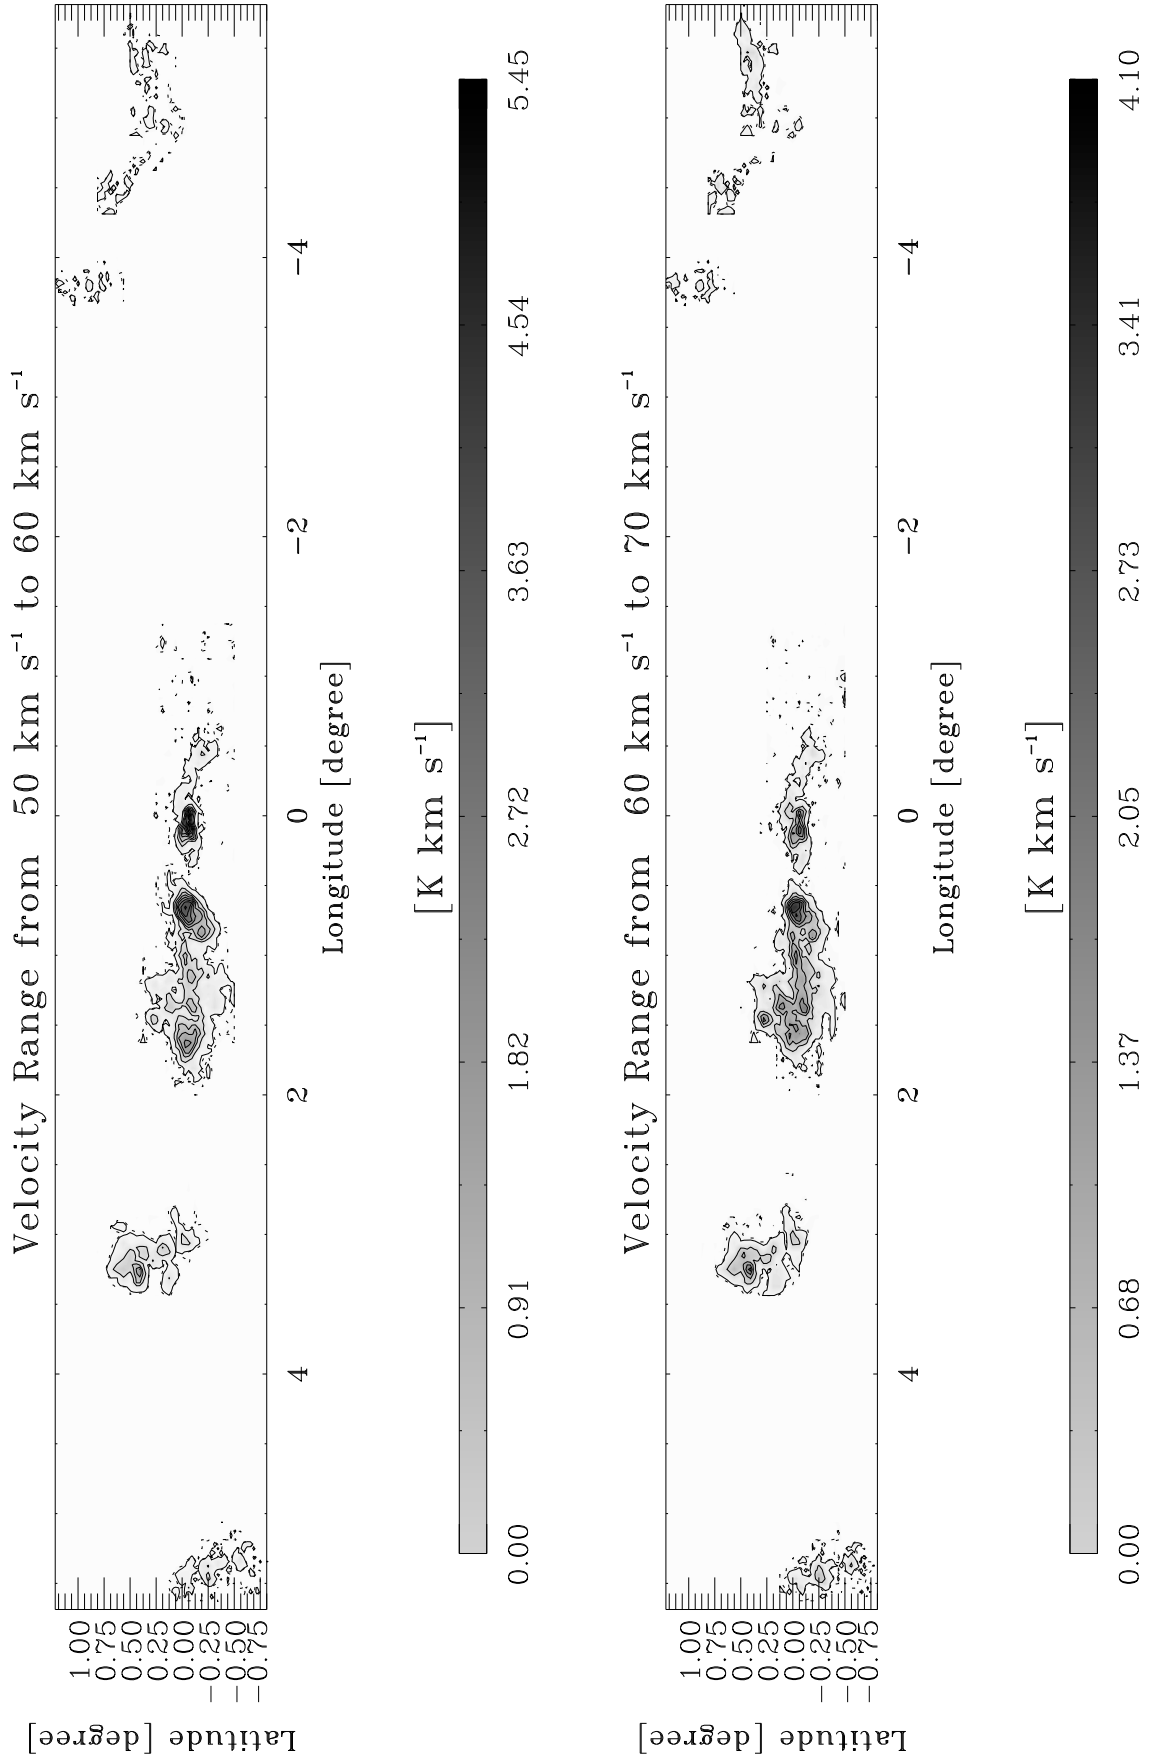 Velocity Range from 50 km s⁻¹ to 60 km s⁻¹
Latitude [degree]
1.00
0.75
0.50
0.25
0.00
−0.25
−0.50
−0.75
4 2 0 −2 −4
Longitude [degree]
[K km s⁻¹]
0.00 0.91 1.82 2.72 3.63 4.54 5.45
Velocity Range from 60 km s⁻¹ to 70 km s⁻¹
Latitude [degree]
1.00
0.75
0.50
0.25
0.00
−0.25
−0.50
−0.75
4 2 0 −2 −4
Longitude [degree]
[K km s⁻¹]
0.00 0.68 1.37 2.05 2.73 3.41 4.10